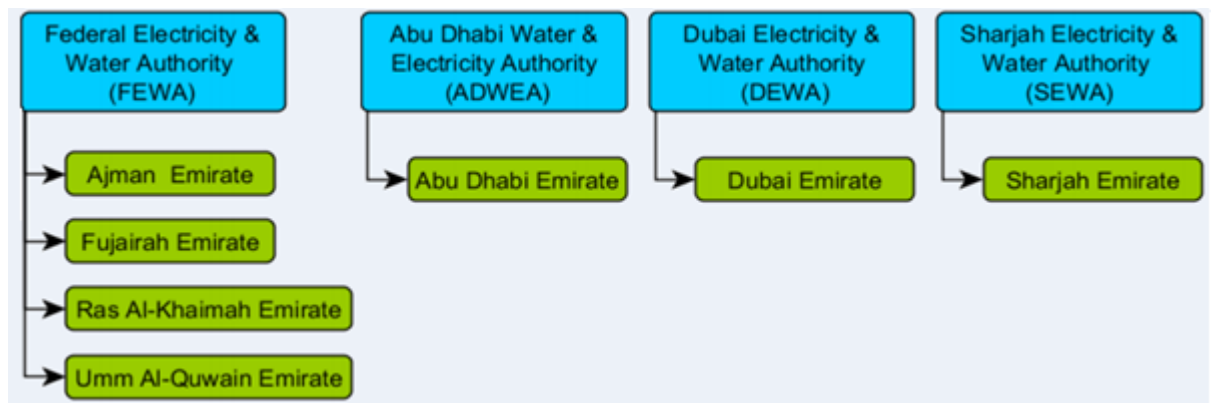 Federal Electricity &
Water Authority
(FEWA)
Ajman Emirate
Fujairah Emirate
Ras Al-Khaimah Emirate
Umm Al-Quwain Emirate
Abu Dhabi Water &
Electricity Authority
(ADWEA)
Abu Dhabi Emirate
Dubai Electricity &
Water Authority
(DEWA)
Dubai Emirate
Sharjah Electricity &
Water Authority
(SEWA)
Sharjah Emirate